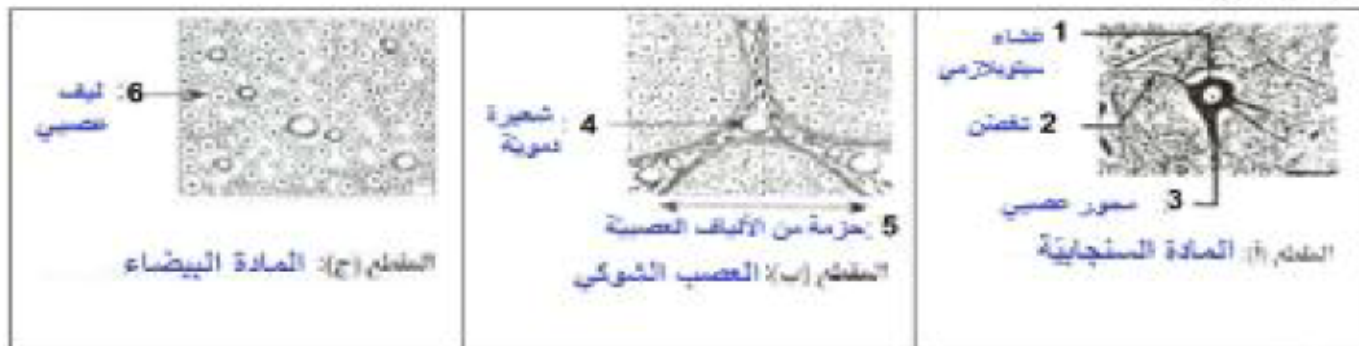 1 غشاء
سيتوبلازمي
2 تغصن
3 محور عصبي
المقطع (أ): المادة السنجابية
4 : شعيرة
دموية
5 :حزمة من الألياف العصبية
المقطع (ب): العصب الشوكي
6: ليف
عصبي
المقطع (ج): المادة البيضاء